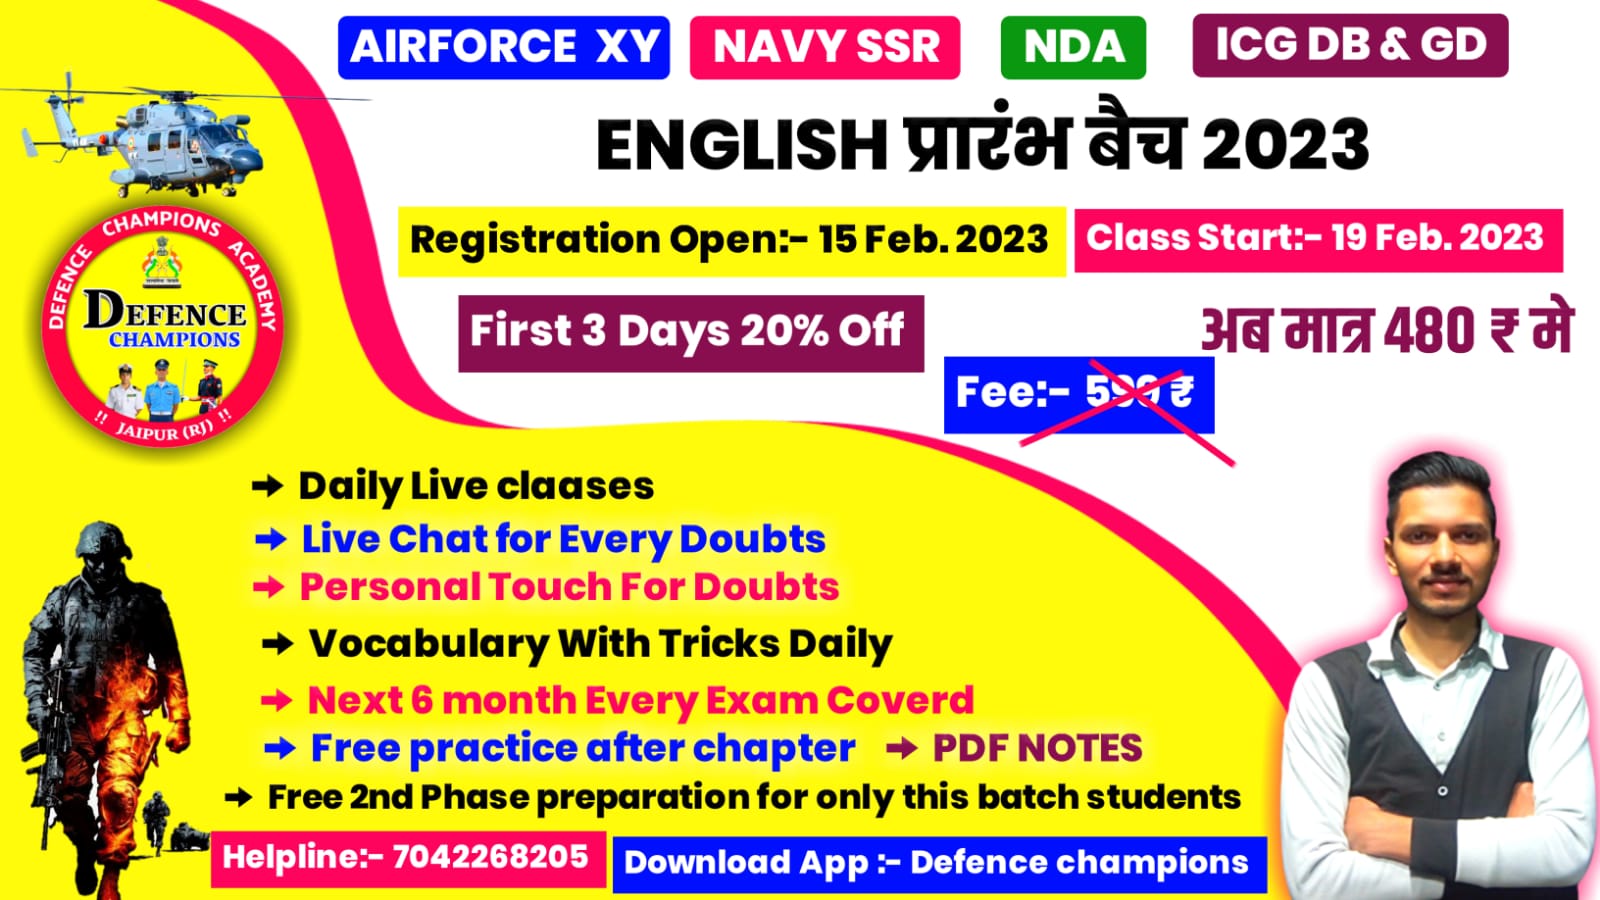 AIRFORCE XY
NAVY SSR
NDA
ICG DB & GD
ENGLISH प्रारंभ बैच 2023
Registration Open:- 15 Feb. 2023
Class Start:- 19 Feb. 2023
First 3 Days 20% Off
अब मात्र 480 ₹ मे
Fee:- 599 ₹
DEFENCE CHAMPIONS ACADEMY
DEFENCE
CHAMPIONS
!! JAIPUR (RJ) !!
➜ Daily Live claases
➜ Live Chat for Every Doubts
➜ Personal Touch For Doubts
➜ Vocabulary With Tricks Daily
➜ Next 6 month Every Exam Coverd
➜ Free practice after chapter ➜ PDF NOTES
➜ Free 2nd Phase preparation for only this batch students
Helpline:- 7042268205
Download App :- Defence champions